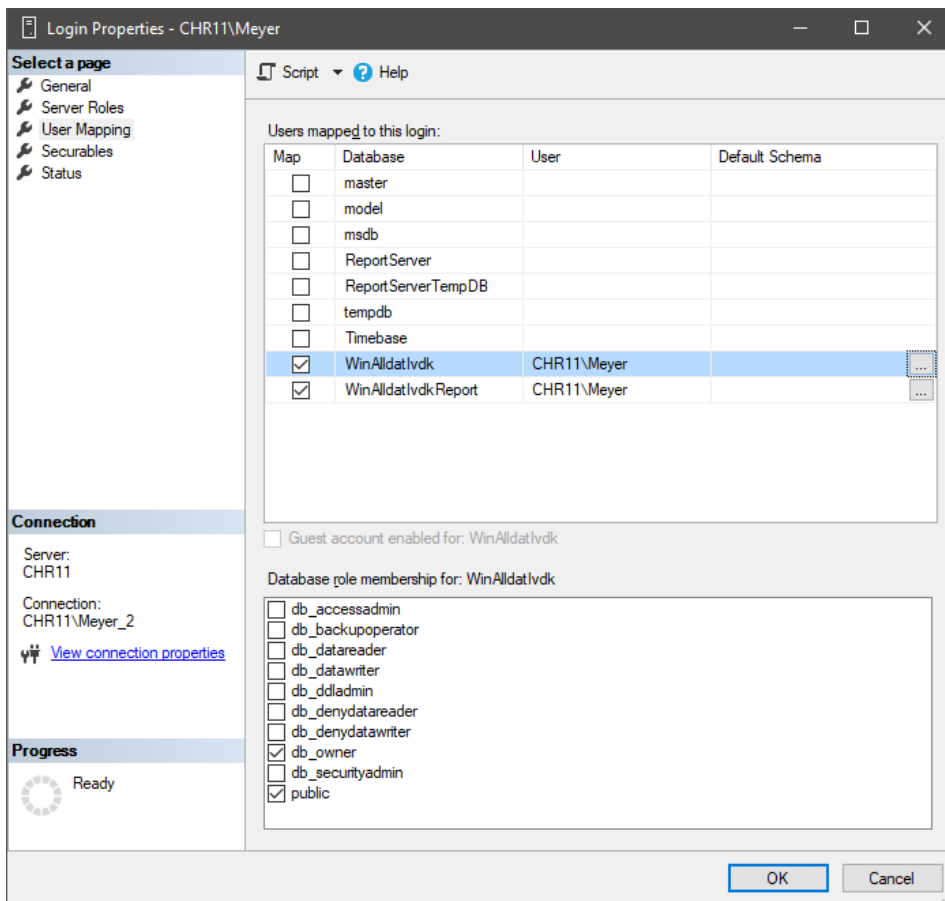 Login Properties - CHR11\Meyer
Select a page
General
Server Roles
User Mapping
Securables
Status
Script Help
Users mapped to this login:
Map Database User Default Schema
master
model
msdb
ReportServer
ReportServerTempDB
tempdb
Timebase
WinAlldatIvdk CHR11\Meyer ...
WinAlldatIvdkReport CHR11\Meyer ...
Guest account enabled for: WinAlldatIvdk
Database role membership for: WinAlldatIvdk
db_accessadmin
db_backupoperator
db_datareader
db_datawriter
db_ddladmin
db_denydatareader
db_denydatawriter
db_owner
db_securityadmin
public
Connection
Server:
CHR11
Connection:
CHR11\Meyer_2
View connection properties
Progress
Ready
OK Cancel